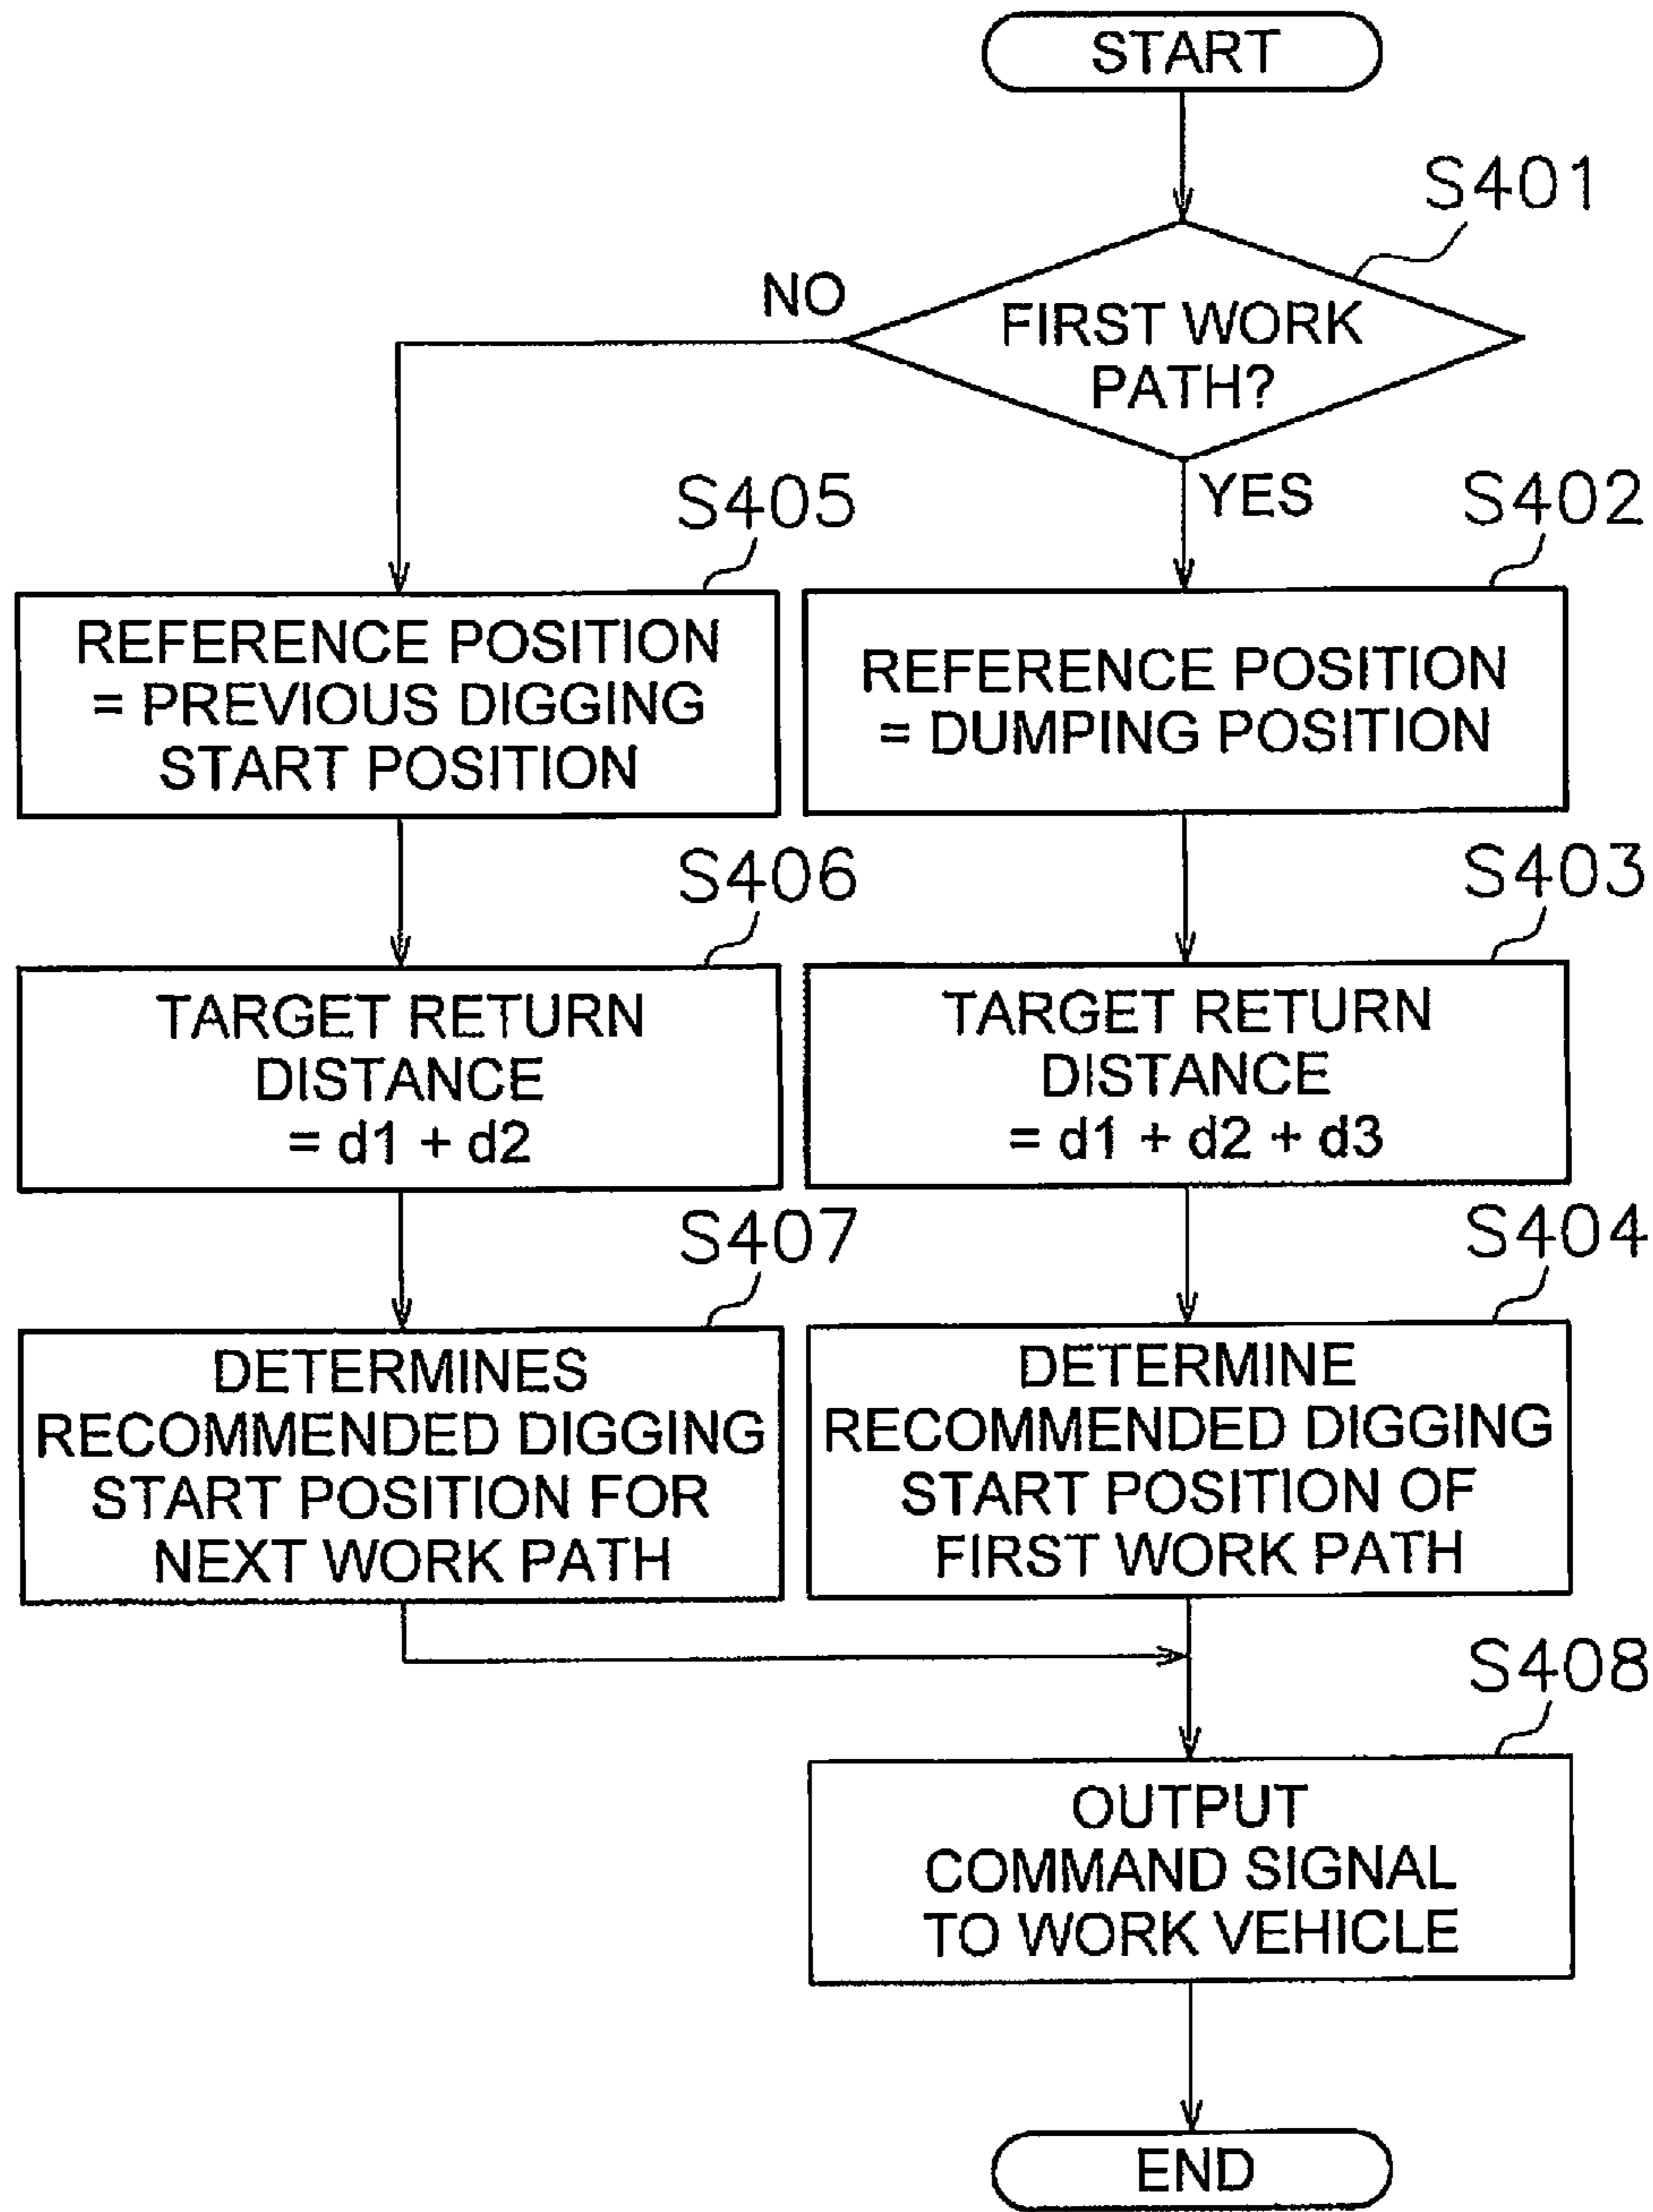 START
S401
NO
FIRST WORK
PATH?
YES
S405
S402
REFERENCE POSITION
= PREVIOUS DIGGING
START POSITION
REFERENCE POSITION
= DUMPING POSITION
S406
S403
TARGET RETURN
DISTANCE
= d1 + d2
TARGET RETURN
DISTANCE
= d1 + d2 + d3
S407
S404
DETERMINES
RECOMMENDED DIGGING
START POSITION FOR
NEXT WORK PATH
DETERMINE
RECOMMENDED DIGGING
START POSITION OF
FIRST WORK PATH
S408
OUTPUT
COMMAND SIGNAL
TO WORK VEHICLE
END